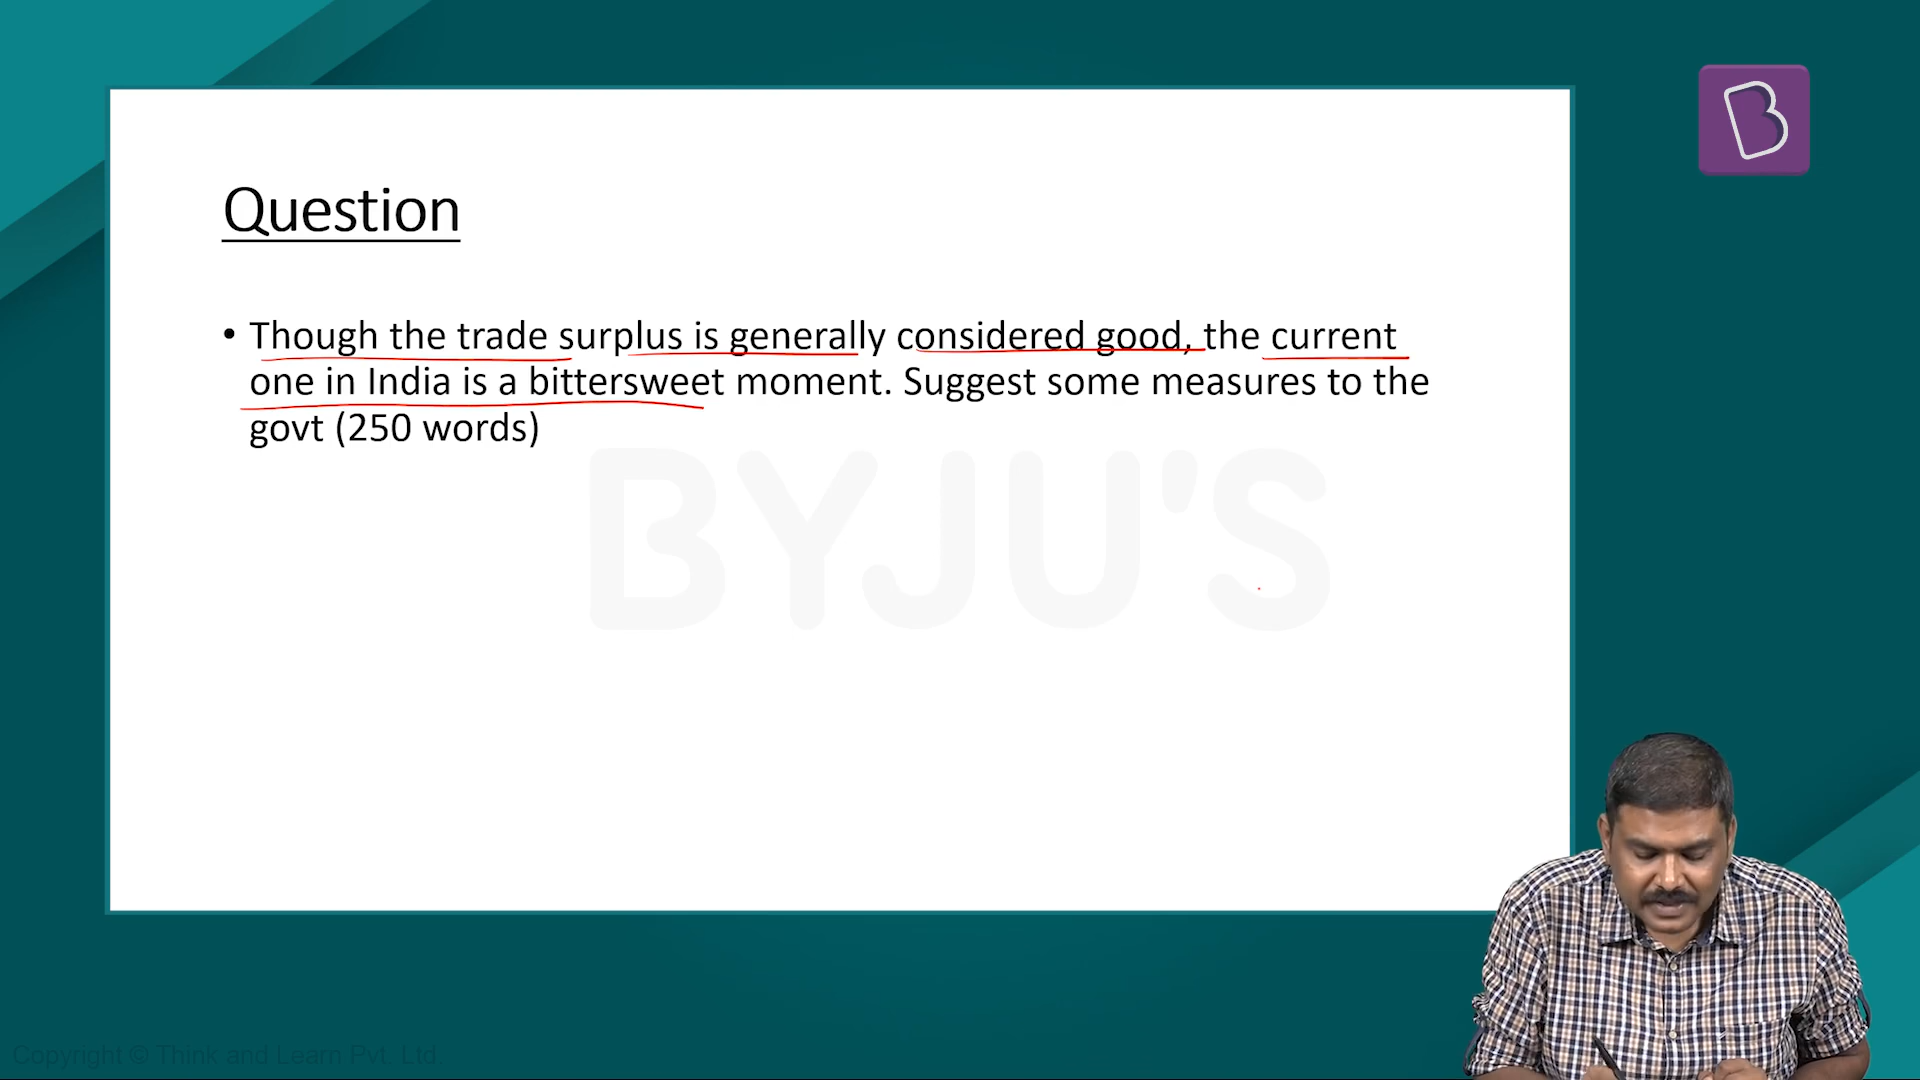 Question
• Though the trade surplus is generally considered good, the current
one in India is a bittersweet moment. Suggest some measures to the
govt (250 words)
BYJU'S
Copyright © Think and Learn Pvt. Ltd.